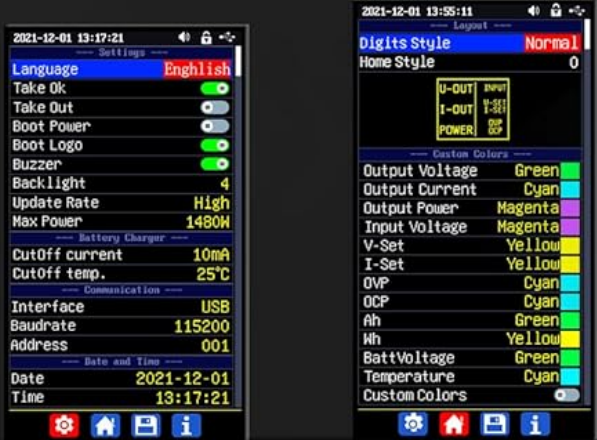 2021-12-01 13:17:21
Settings
Language Enghlish
Take Ok
Take Out
Boot Power
Boot Logo
Buzzer
Backlight 4
Update Rate High
Max Power 1480W
Battery Charger
CutOff current 10mA
CutOff temp. 25°C
Communication
Interface USB
Baudrate 115200
Address 001
Date and Time
Date 2021-12-01
Time 13:17:21
2021-12-01 13:55:11
Layout
Digits Style Normal
Home Style 0
U-OUT INPUT
I-OUT U-SET
I-SET
POWER OVP
OCP
Custom Colors
Output Voltage Green
Output Current Cyan
Output Power Magenta
Input Voltage Magenta
V-Set Yellow
I-Set Yellow
OVP Cyan
OCP Cyan
Ah Green
Wh Yellow
BattVoltage Green
Temperature Cyan
Custom Colors